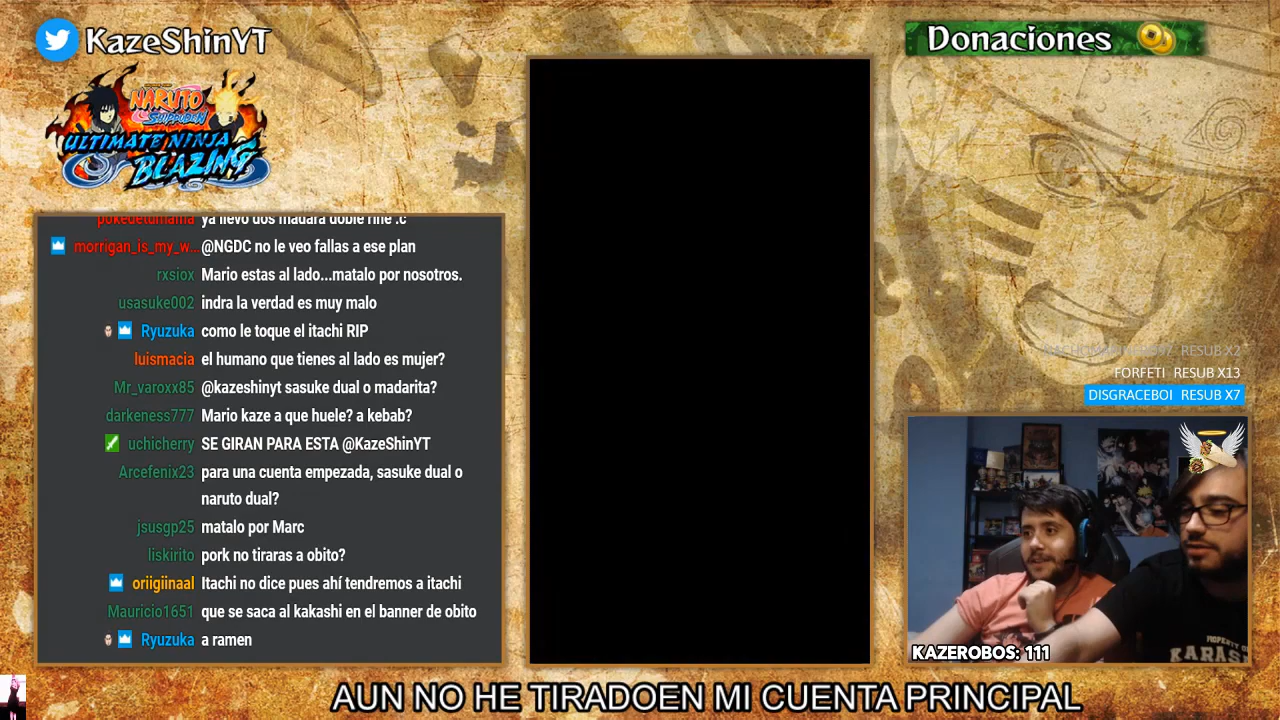 KazeShinYT
Donaciones
NARUTO
SHIPPUDEN
ULTIMATE NINJA
BLAZING
pokedetumama ya llevo dos madara doble rine :c
morrigan_is_my_w... @NGDC no le veo fallas a ese plan
rxsiox Mario estas al lado...matalo por nosotros.
usasuke002 indra la verdad es muy malo
Ryuzuka como le toque el itachi RIP
luismacia el humano que tienes al lado es mujer?
Mr_varoxx85 @kazeshinyt sasuke dual o madarita?
darkeness777 Mario kaze a que huele? a kebab?
uchicherry SE GIRAN PARA ESTA @KazeShinYT
Arcefenix23 para una cuenta empezada, sasuke dual o
naruto dual?
jsusgp25 matalo por Marc
liskirito pork no tiraras a obito?
oriigiinaal Itachi no dice pues ahí tendremos a itachi
Mauricio1651 que se saca al kakashi en el banner de obito
Ryuzuka a ramen
RESUB X2
FORFETI RESUB X13
DISGRACEBOI RESUB X7
PROPERTY OF
KARAS
KAZEROBOS: 111
AUN NO HE TIRADOEN MI CUENTA PRINCIPAL